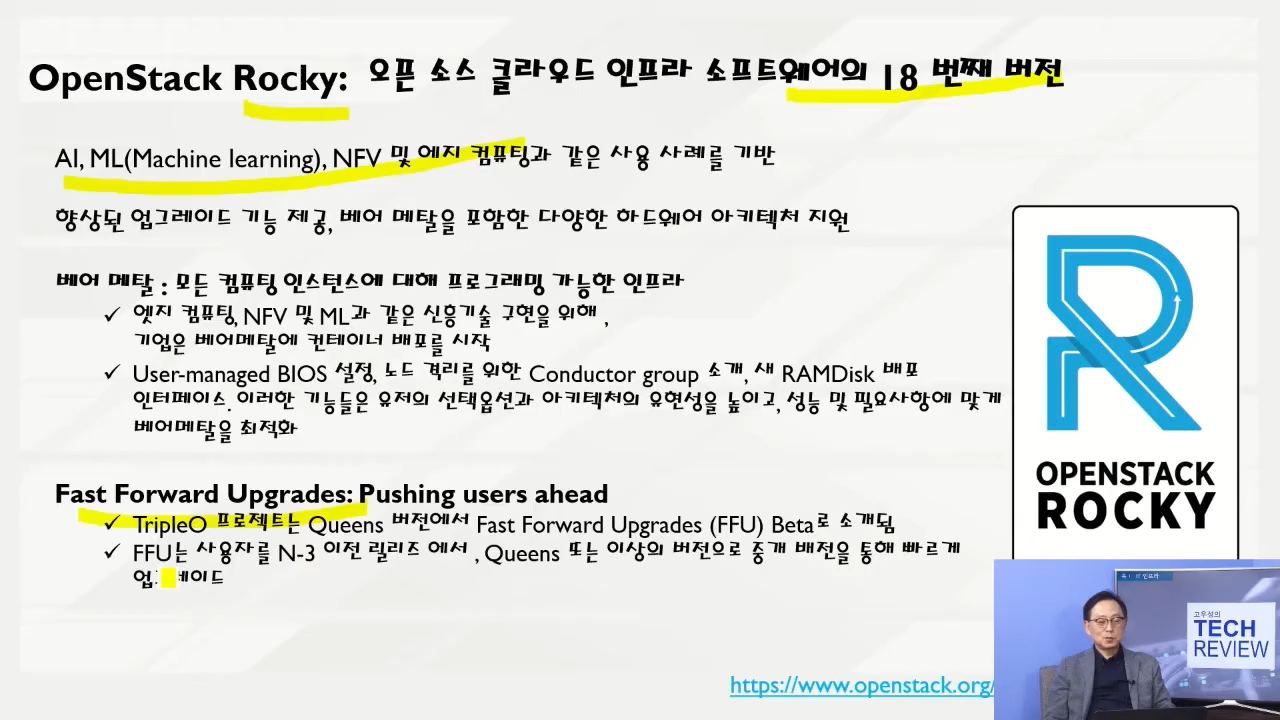 OpenStack Rocky: 오픈 소스 클라우드 인프라 소프트웨어의 18 번째 버전
AI, ML(Machine learning), NFV 및 에지 컴퓨팅과 같은 사용 사례를 기반
향상된 업그레이드 기능 제공, 베어 메탈을 포함한 다양한 하드웨어 아키텍처 지원
베어 메탈 : 모든 컴퓨팅 인스턴스에 대해 프로그래밍 가능한 인프라
✓ 엣지 컴퓨팅, NFV 및 ML과 같은 신흥기술 구현을 위해 ,
기업은 베어메탈에 컨테이너 배포를 시작
✓ User-managed BIOS 설정, 노드 격리를 위한 Conductor group 소개, 새 RAMDisk 배포
인터페이스. 이러한 기능들은 유저의 선택옵션과 아키텍처의 유현성을 높이고, 성능 및 필요사항에 맞게
베어메탈을 최적화
Fast Forward Upgrades: Pushing users ahead
✓ TripleO 프로젝트는 Queens 버전에서 Fast Forward Upgrades (FFU) Beta로 소개됨
✓ FFU는 사용자를 N-3 이전 릴리즈 에서 , Queens 또는 이상의 버전으로 중개 배전을 통해 빠르게
OPENSTACK
ROCKY
https://www.openstack.org/
고우성의
TECH
REVIEW